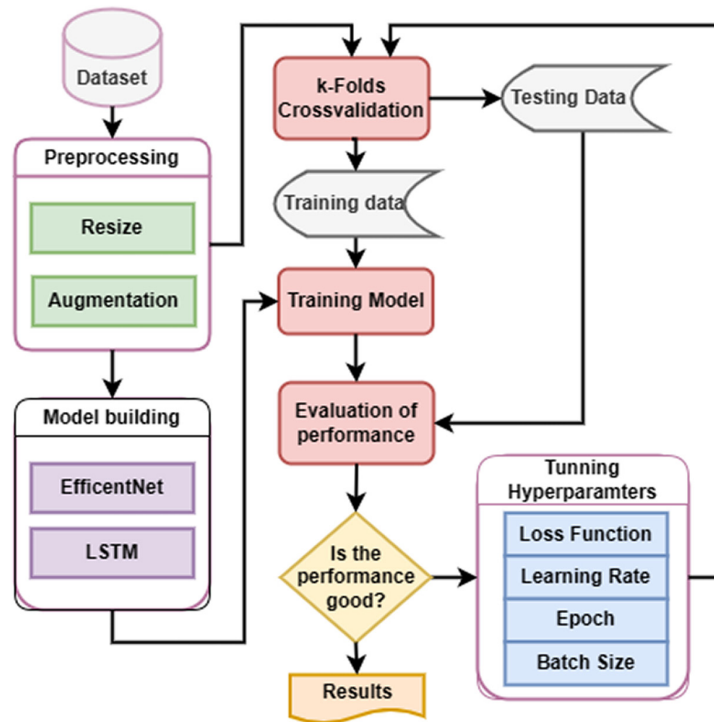 Dataset
Preprocessing
Resize
Augmentation
Model building
EfficentNet
LSTM
k-Folds
Crossvalidation
Testing Data
Training data
Training Model
Evaluation of
performance
Is the
performance
good?
Results
Tunning
Hyperparamters
Loss Function
Learning Rate
Epoch
Batch Size